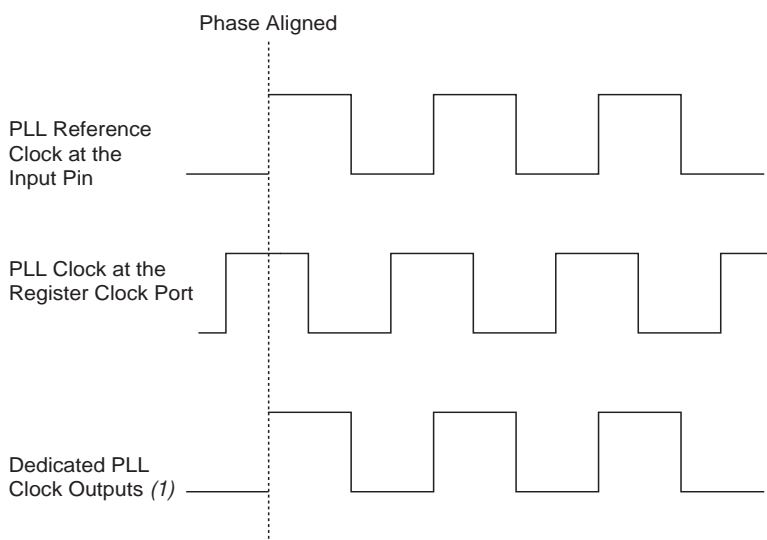 Phase Aligned
PLL Reference
Clock at the
Input Pin
PLL Clock at the
Register Clock Port
Dedicated PLL
Clock Outputs (1)